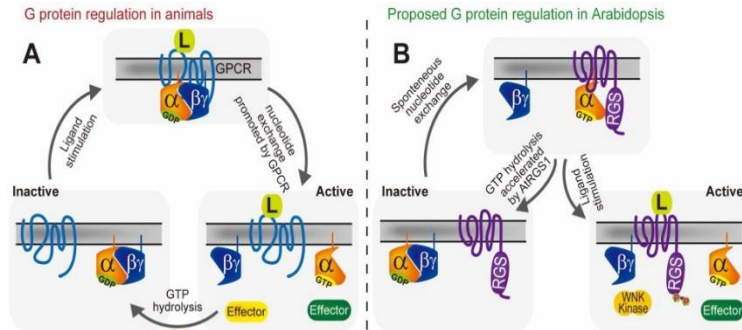 G protein regulation in animals
A
L
GPCR
α
βγ
GDP
Ligand
stimulation
nucleotide
exchange
promoted by GPCR
Inactive
α
βγ
GDP
Active
L
βγ
α
GTP
GTP
hydrolysis
Effector
Effector
Proposed G protein regulation in Arabidopsis
B
βγ
α
GTP
RGS
Sponteneous
nucleotide
exchange
GTP hydrolysis
accelerated
by AtRGS1
Ligand
stimulation
Inactive
α
βγ
GDP
RGS
Active
L
βγ
RGS
α
GTP
WNK
Kinase
Effector